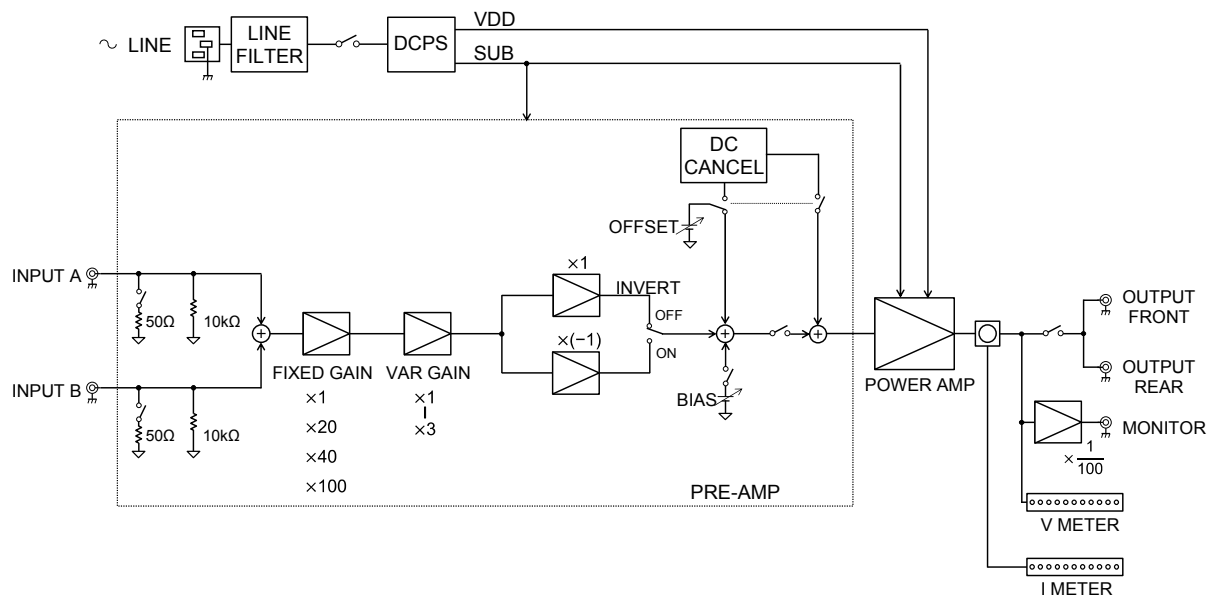 VDD
∼ LINE
LINE
FILTER
DCPS
SUB
DC
CANCEL
OFFSET
INPUT A
50Ω
10kΩ
×1
INVERT
OFF
ON
×(−1)
OUTPUT
FRONT
FIXED GAIN
×1
×20
×40
×100
VAR GAIN
×1
×3
BIAS
POWER AMP
OUTPUT
REAR
INPUT B
50Ω
10kΩ
MONITOR
× 1/100
PRE-AMP
V METER
I METER